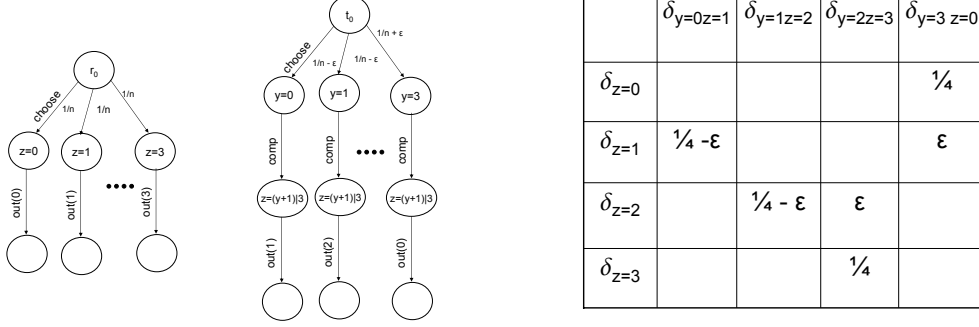 r0
choose
1/n
1/n
1/n
z=0
z=1
z=3
out(0)
out(1)
out(3)
t0
choose
1/n - ε
1/n - ε
1/n + ε
y=0
y=1
y=3
comp
comp
comp
z=(y+1)|3
z=(y+1)|3
z=(y+1)|3
out(1)
out(2)
out(0)
δy=0z=1 δy=1z=2 δy=2z=3 δy=3 z=0
δz=0 ¼
δz=1 ¼ -ε ε
δz=2 ¼ - ε ε
δz=3 ¼